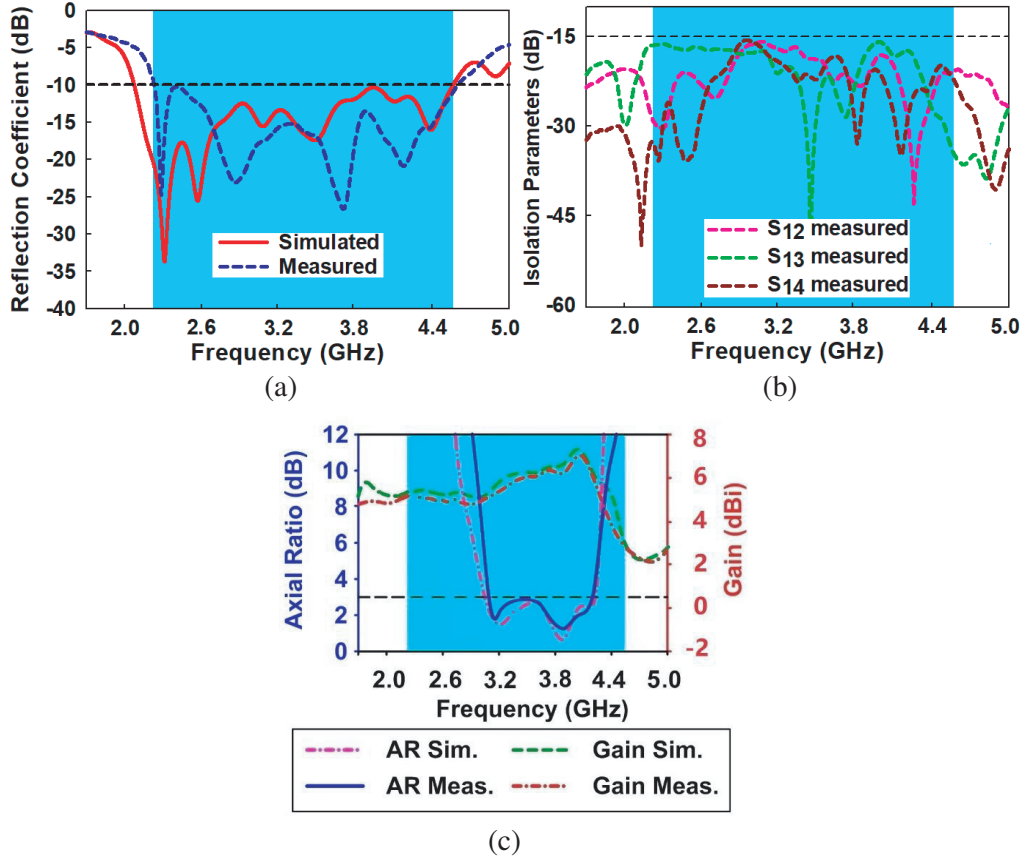 Reflection Coefficient (dB)
0
-5
-10
-15
-20
-25
-30
-35
-40
Simulated
Measured
2.0 2.6 3.2 3.8 4.4 5.0
Frequency (GHz)
(a)
Isolation Parameters (dB)
-15
-30
-45
-60
S12 measured
S13 measured
S14 measured
2.0 2.6 3.2 3.8 4.4 5.0
Frequency (GHz)
(b)
Axial Ratio (dB)
12
10
8
6
4
2
0
8
6
4
2
0
-2
Gain (dBi)
2.0 2.6 3.2 3.8 4.4 5.0
Frequency (GHz)
AR Sim. Gain Sim.
AR Meas. Gain Meas.
(c)